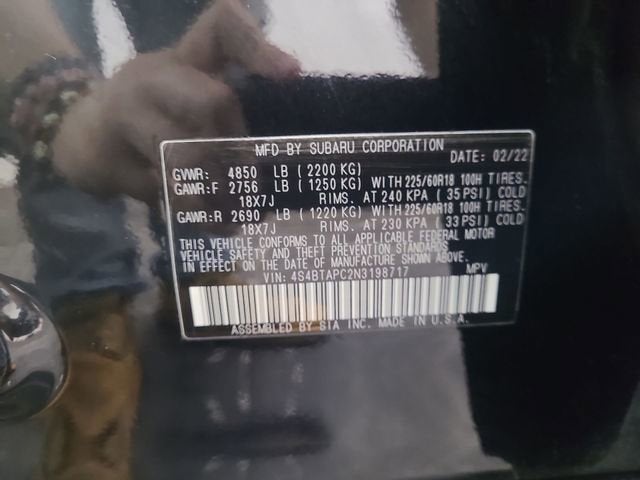 MFD BY SUBARU CORPORATION
DATE: 02/22
GVWR: 4850 LB (2200 KG)
GAWR:F 2756 LB (1250 KG) WITH 225/60R18 100H TIRES.
18X7J RIMS. AT 240 KPA (35 PSI) COLD
GAWR:R 2690 LB (1220 KG) WITH 225/60R18 100H TIRES.
18X7J RIMS. AT 230 KPA (33 PSI) COLD
THIS VEHICLE CONFORMS TO ALL APPLICABLE FEDERAL MOTOR
VEHICLE SAFETY AND BUMPER AND THEFT PREVENTION STANDARDS
IN EFFECT ON THE DATE OF MANUFACTURE SHOWN ABOVE.
VIN: 4S4BTAPC2N3198717 MPV
ASSEMBLED BY SIA INC. MADE IN U.S.A.